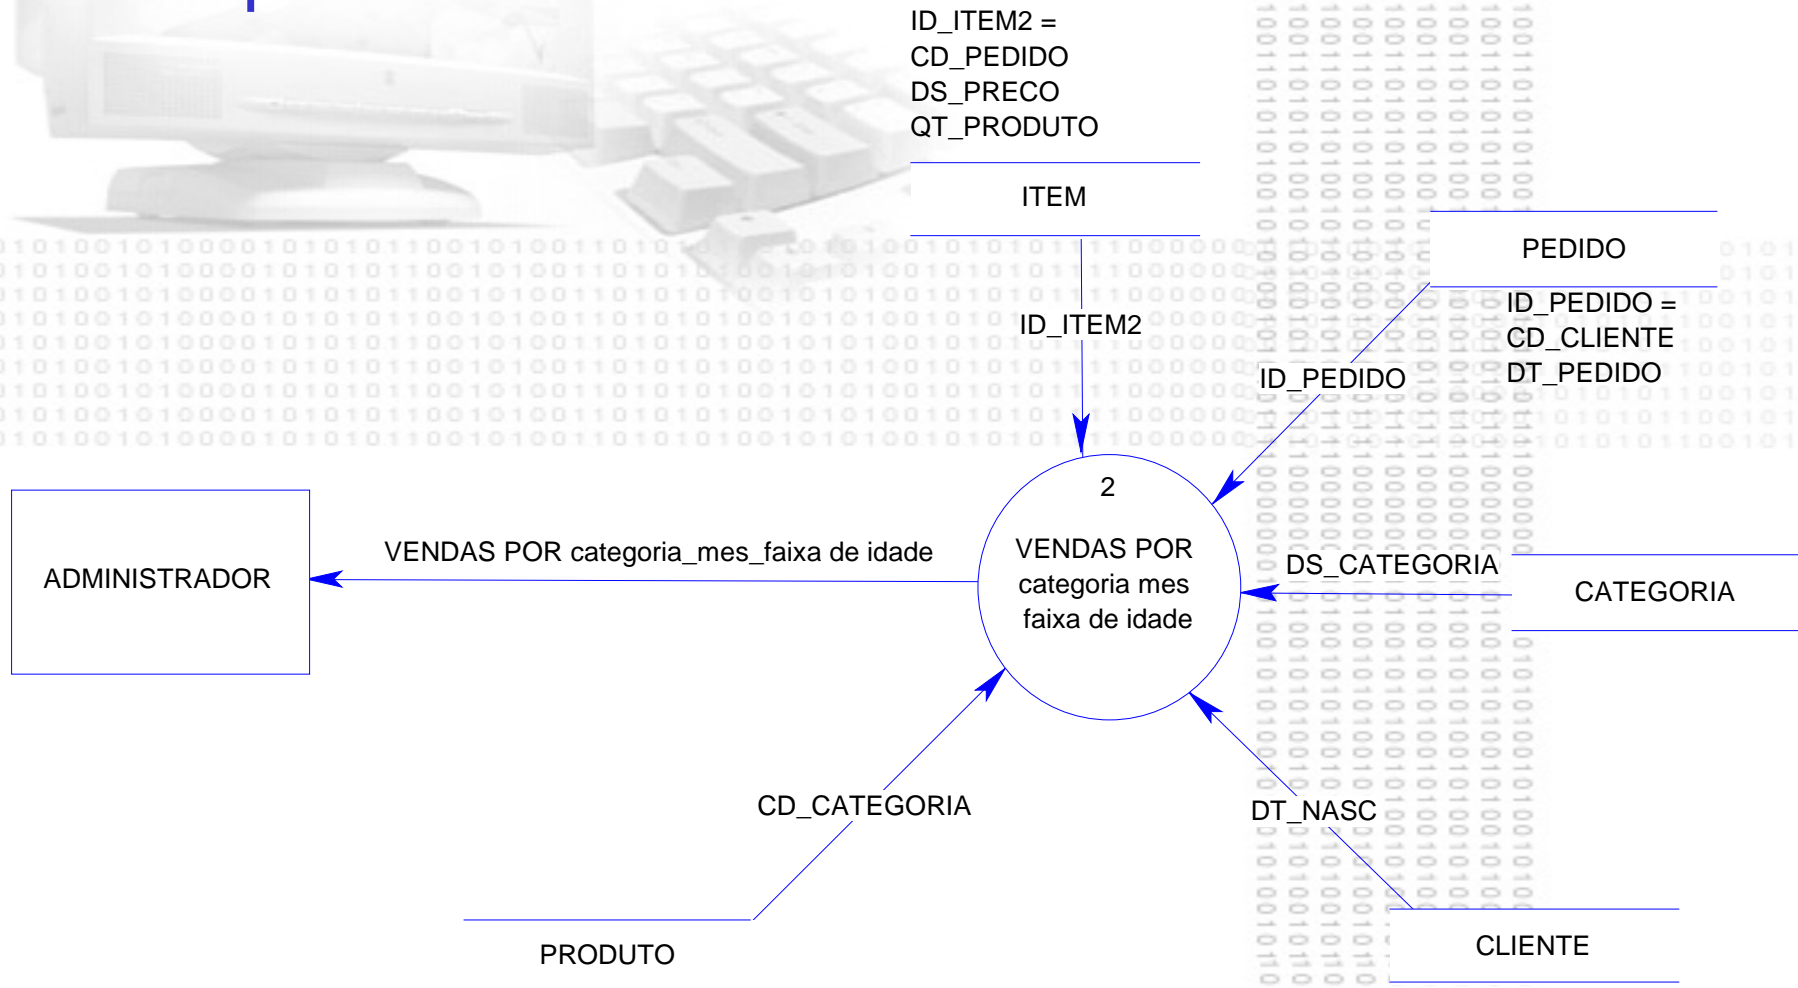 ID_ITEM2 =
CD_PEDIDO
DS_PRECO
QT_PRODUTO
ITEM
PEDIDO
ID_PEDIDO =
CD_CLIENTE
DT_PEDIDO
ID_ITEM2
ID_PEDIDO
2
VENDAS POR
categoria mes
faixa de idade
VENDAS POR categoria_mes_faixa de idade
ADMINISTRADOR
DS_CATEGORIA
CATEGORIA
CD_CATEGORIA
DT_NASC
PRODUTO
CLIENTE